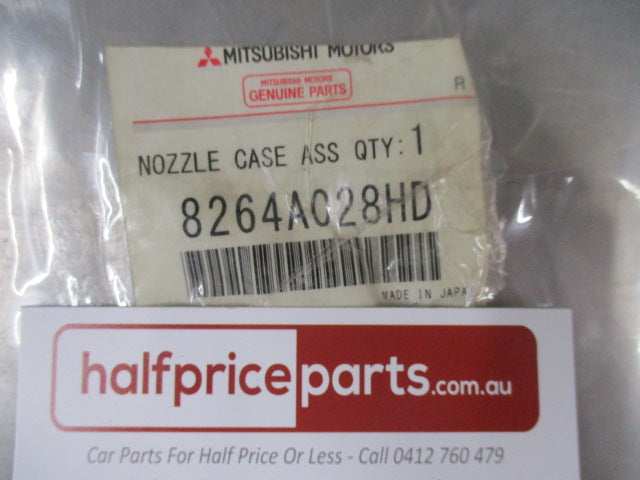 MITSUBISHI MOTORS
MITSUBISHI MOTORS
GENUINE PARTS
R
NOZZLE CASE ASS QTY: 1
8264A028HD
MADE IN JAPAN
halfpriceparts.com.au
Car Parts For Half Price Or Less - Call 0412 760 479